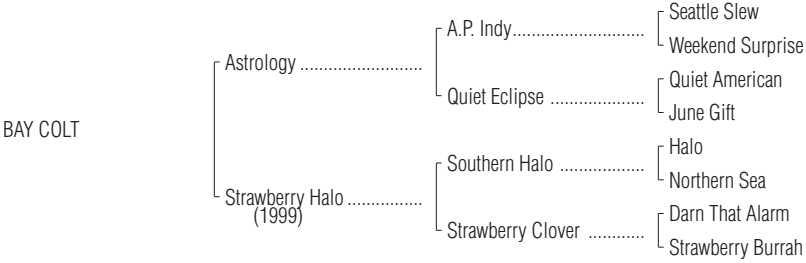 Seattle Slew
A.P. Indy............................
Weekend Surprise
Astrology ..........................
Quiet American
Quiet Eclipse ....................
June Gift
BAY COLT
Halo
Southern Halo ..................
Northern Sea
Strawberry Halo ................
(1999)
Darn That Alarm
Strawberry Clover ............
Strawberry Burrah